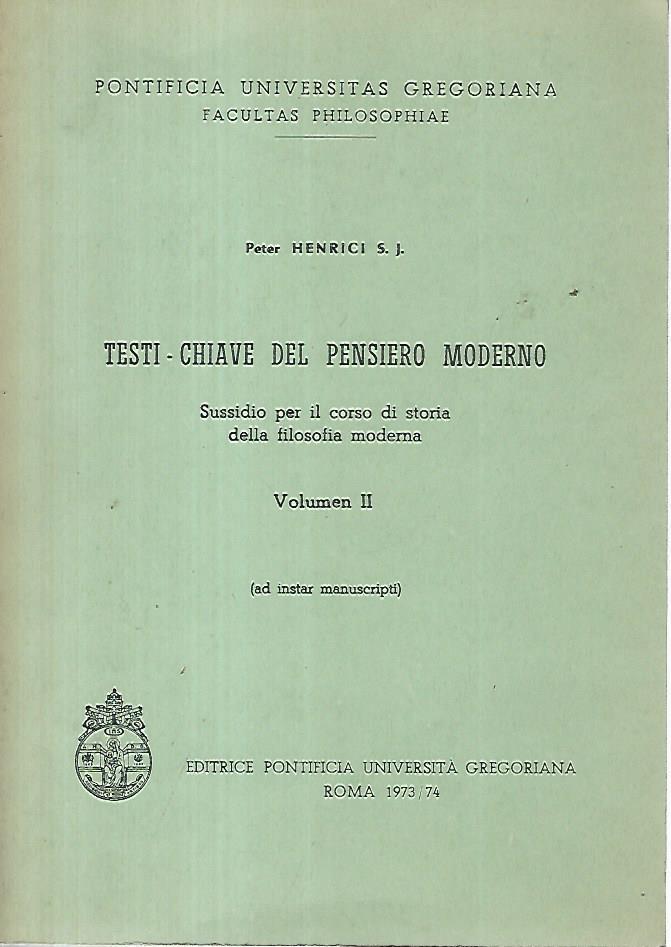 PONTIFICIA UNIVERSITAS GREGORIANA
FACULTAS PHILOSOPHIAE
Peter HENRICI S. J.
TESTI - CHIAVE DEL PENSIERO MODERNO
Sussidio per il corso di storia
della filosofia moderna
Volumen II
(ad instar manuscripti)
IHS
EDITRICE PONTIFICIA UNIVERSITÀ GREGORIANA
ROMA 1973/74